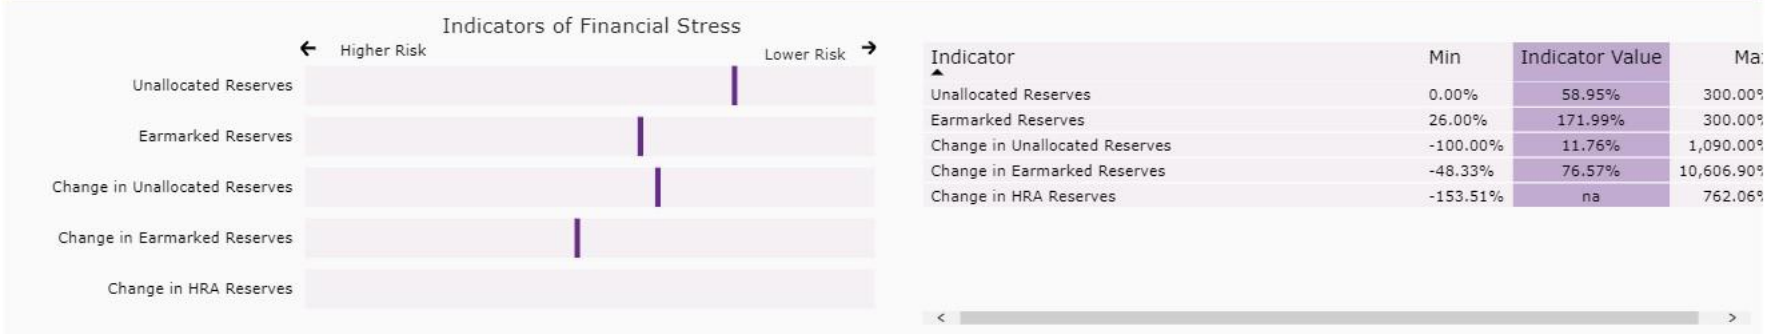 Indicators of Financial Stress
Higher Risk
Lower Risk
Unallocated Reserves
Earmarked Reserves
Change in Unallocated Reserves
Change in Earmarked Reserves
Change in HRA Reserves
Indicator Min Indicator Value Ma
Unallocated Reserves 0.00% 58.95% 300.00%
Earmarked Reserves 26.00% 171.99% 300.00%
Change in Unallocated Reserves -100.00% 11.76% 1,090.00%
Change in Earmarked Reserves -48.33% 76.57% 10,606.90%
Change in HRA Reserves -153.51% na 762.06%